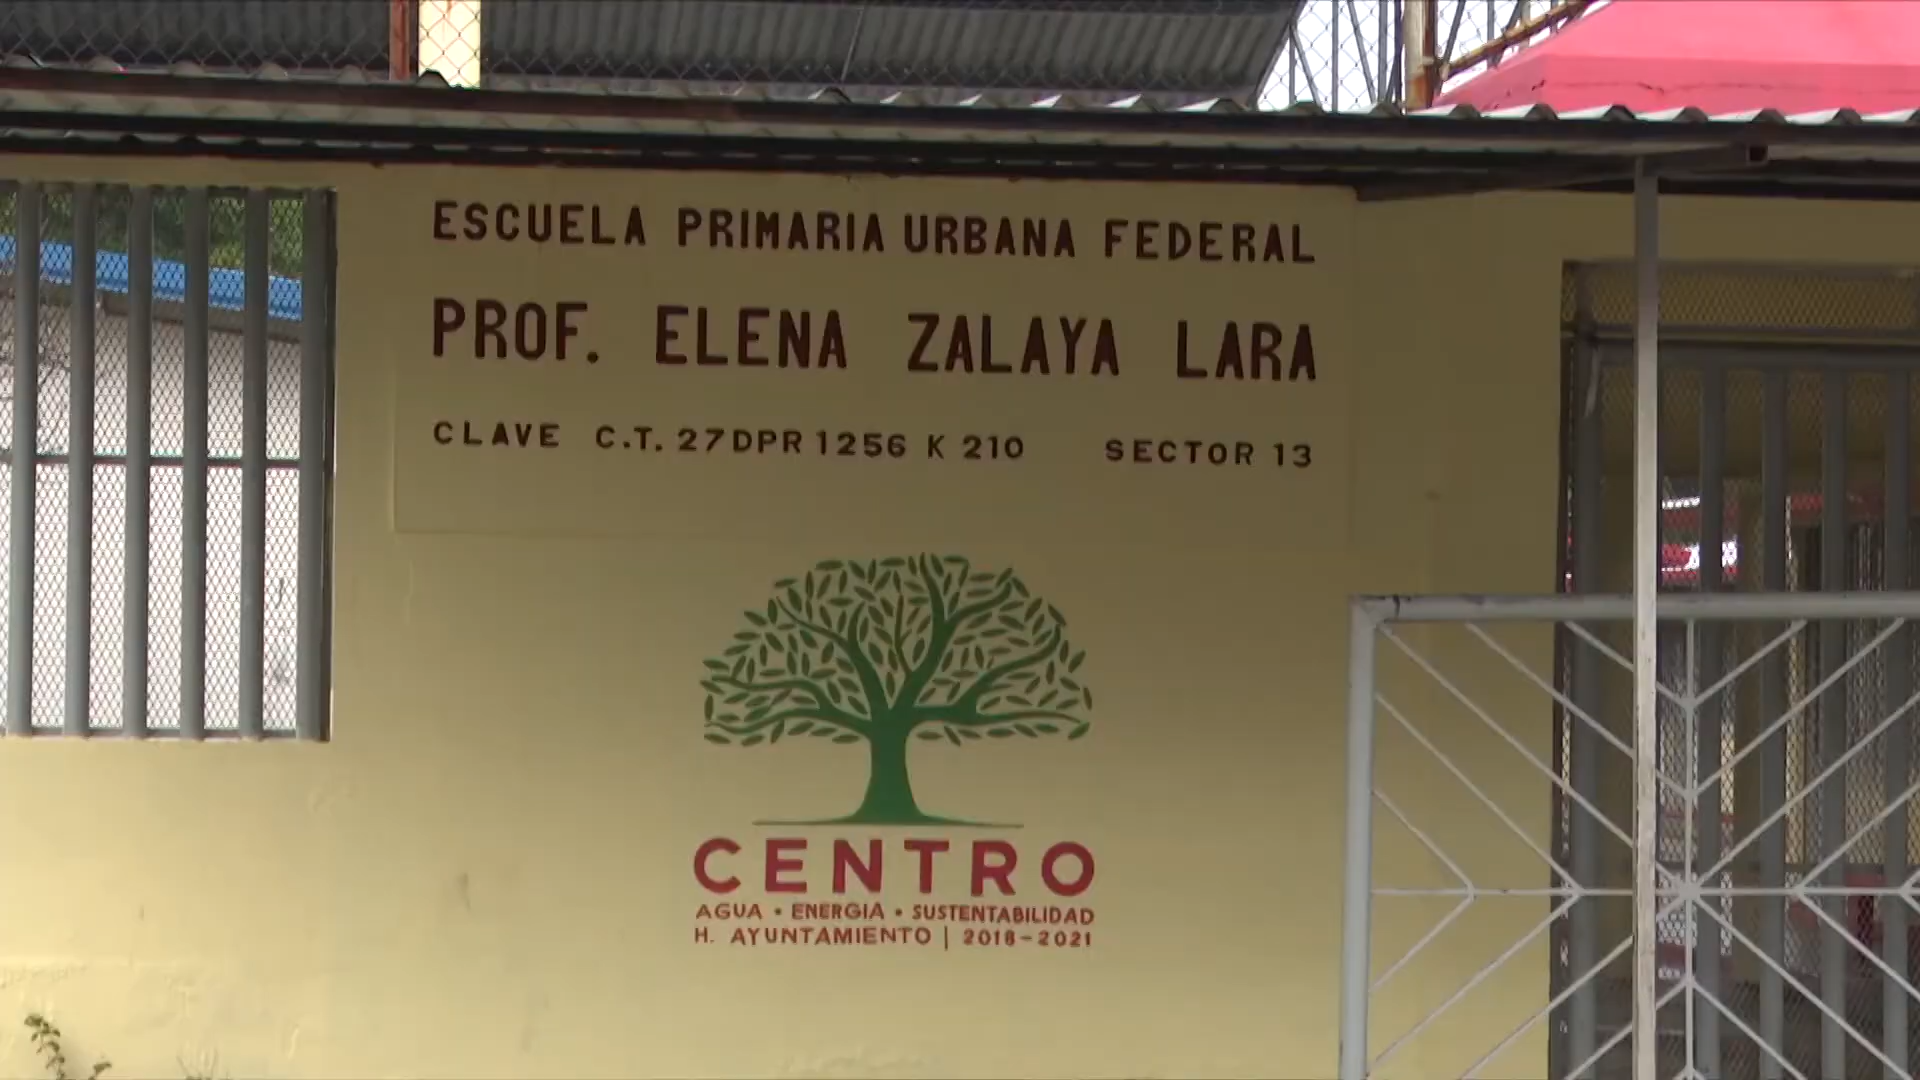 ESCUELA PRIMARIA URBANA FEDERAL
PROF. ELENA ZALAYA LARA
CLAVE C.T. 27DPR1256 K 210 SECTOR 13
CENTRO
AGUA • ENERGÍA • SUSTENTABILIDAD
H. AYUNTAMIENTO | 2018-2021